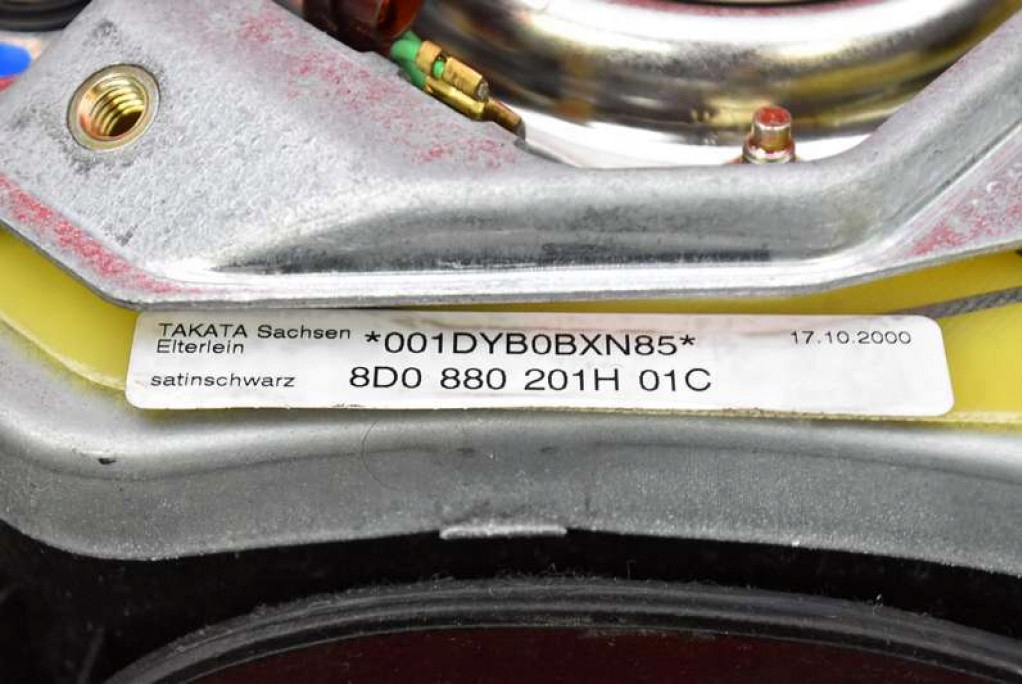 TAKATA Sachsen
Elterlein
*001DYB0BXN85*
17.10.2000
satinschwarz
8D0 880 201H 01C